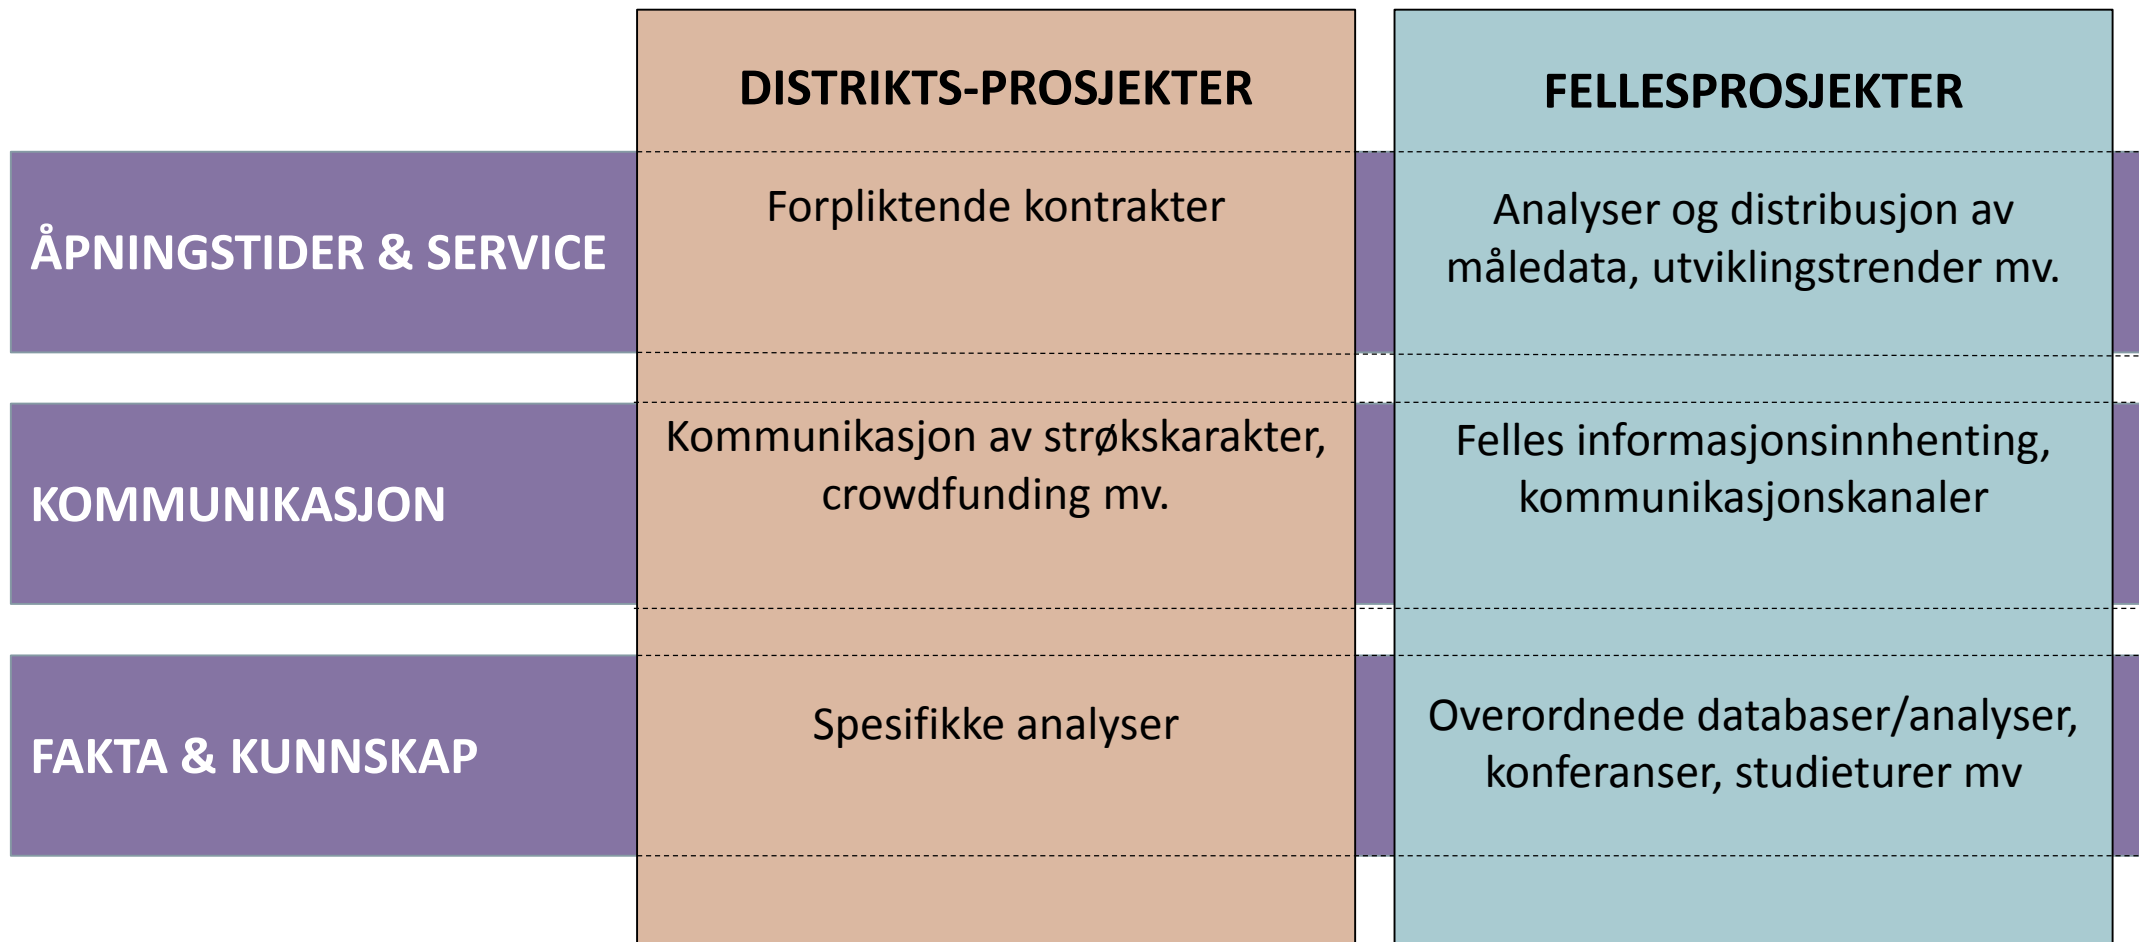 DISTRIKTS-PROSJEKTER
FELLESPROSJEKTER
ÅPNINGSTIDER & SERVICE
Forpliktende kontrakter
Analyser og distribusjon av
måledata, utviklingstrender mv.
KOMMUNIKASJON
Kommunikasjon av strøkskarakter,
crowdfunding mv.
Felles informasjonsinnhenting,
kommunikasjonskanaler
FAKTA & KUNNSKAP
Spesifikke analyser
Overordnede databaser/analyser,
konferanser, studieturer mv